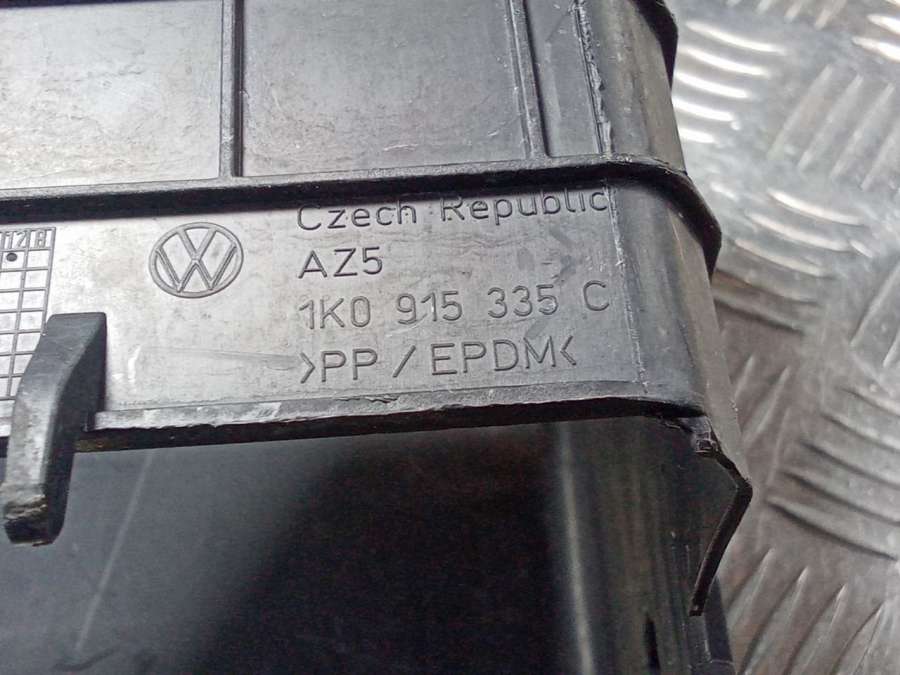 Czech Republic
AZ5
1K0 915 335 C
>PP/EPDM<